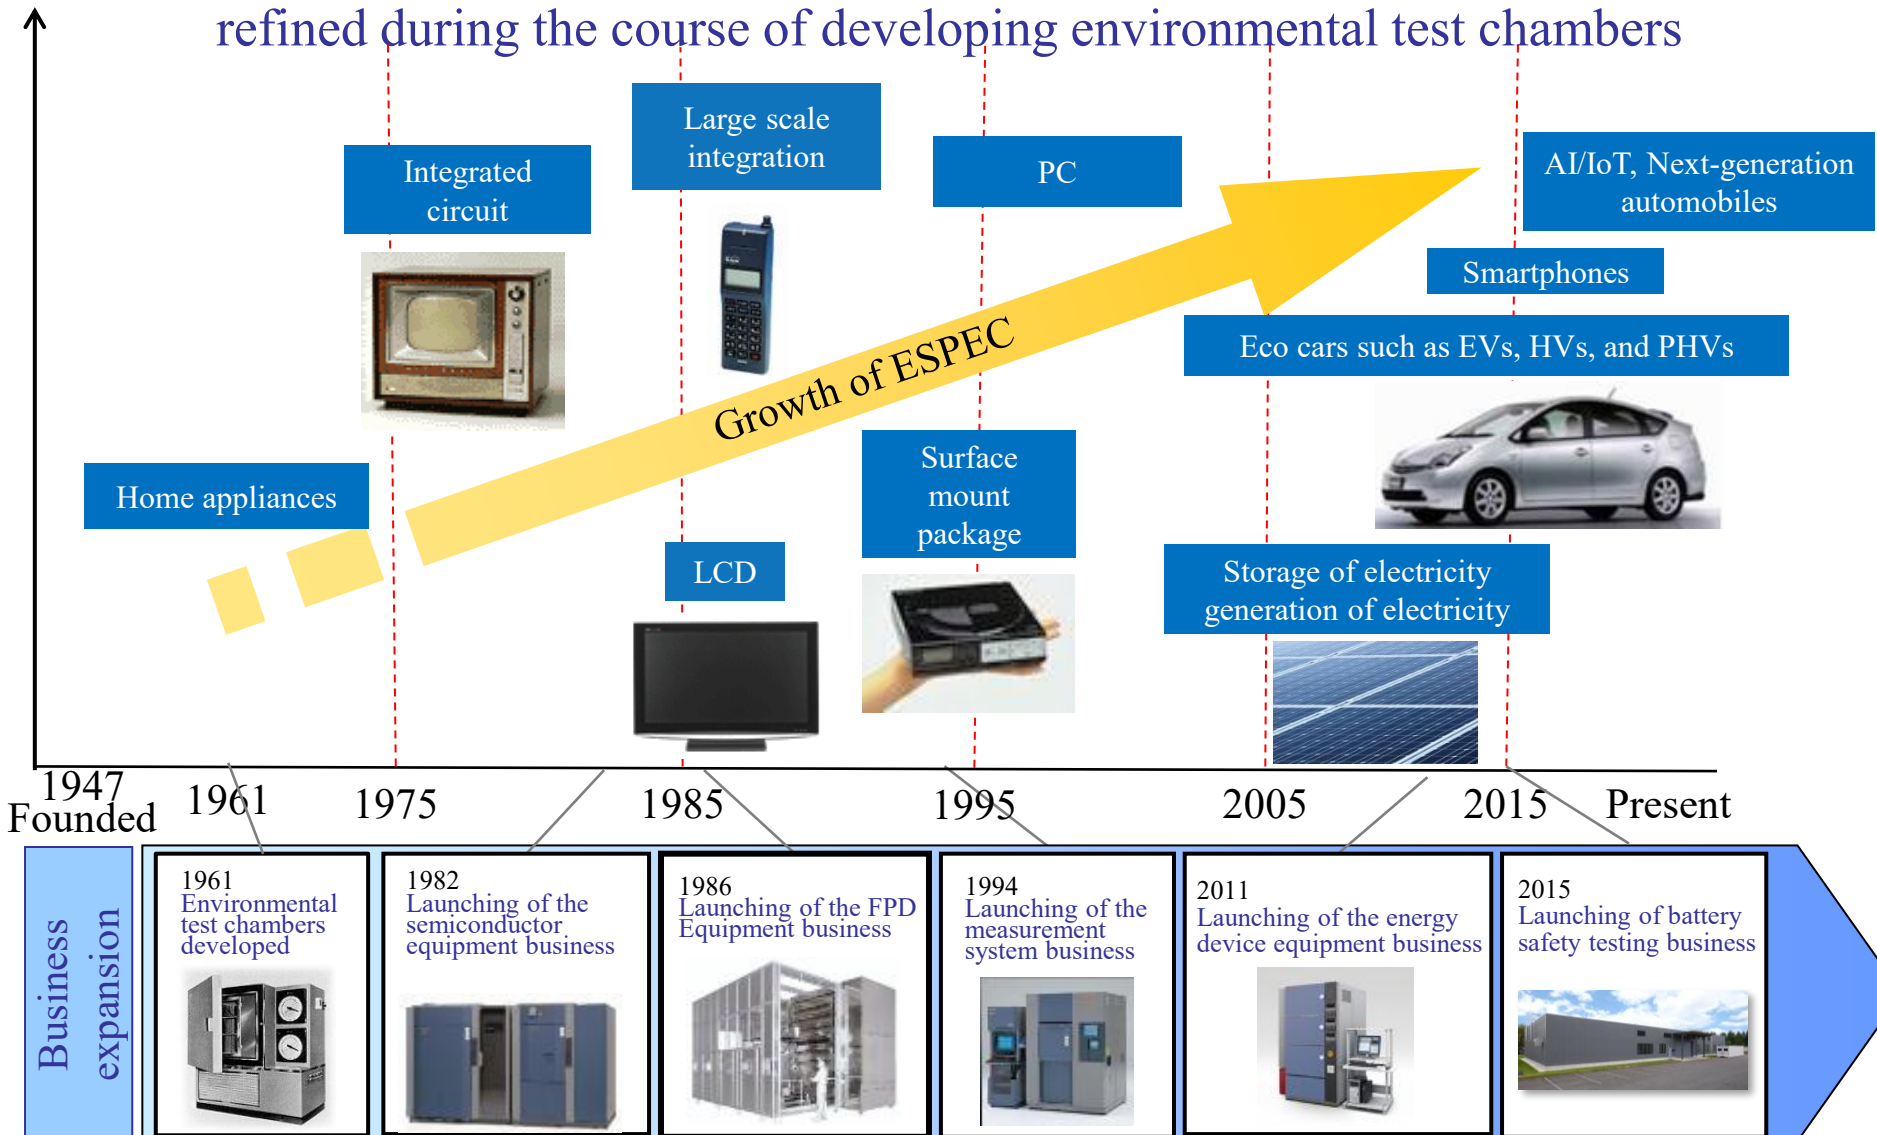 refined during the course of developing environmental test chambers
Large scale
integration
Integrated
circuit
PC
AI/IoT, Next-generation
automobiles
Smartphones
Eco cars such as EVs, HVs, and PHVs
Growth of ESPEC
Home appliances
Surface
mount
package
LCD
Storage of electricity
generation of electricity
1947
Founded
1961
1975
1985
1995
2005
2015
Present
Business
expansion
1961
Environmental
test chambers
developed
1982
Launching of the
semiconductor
equipment business
1986
Launching of the FPD
Equipment business
1994
Launching of the
measurement
system business
2011
Launching of the energy
device equipment business
2015
Launching of battery
safety testing business